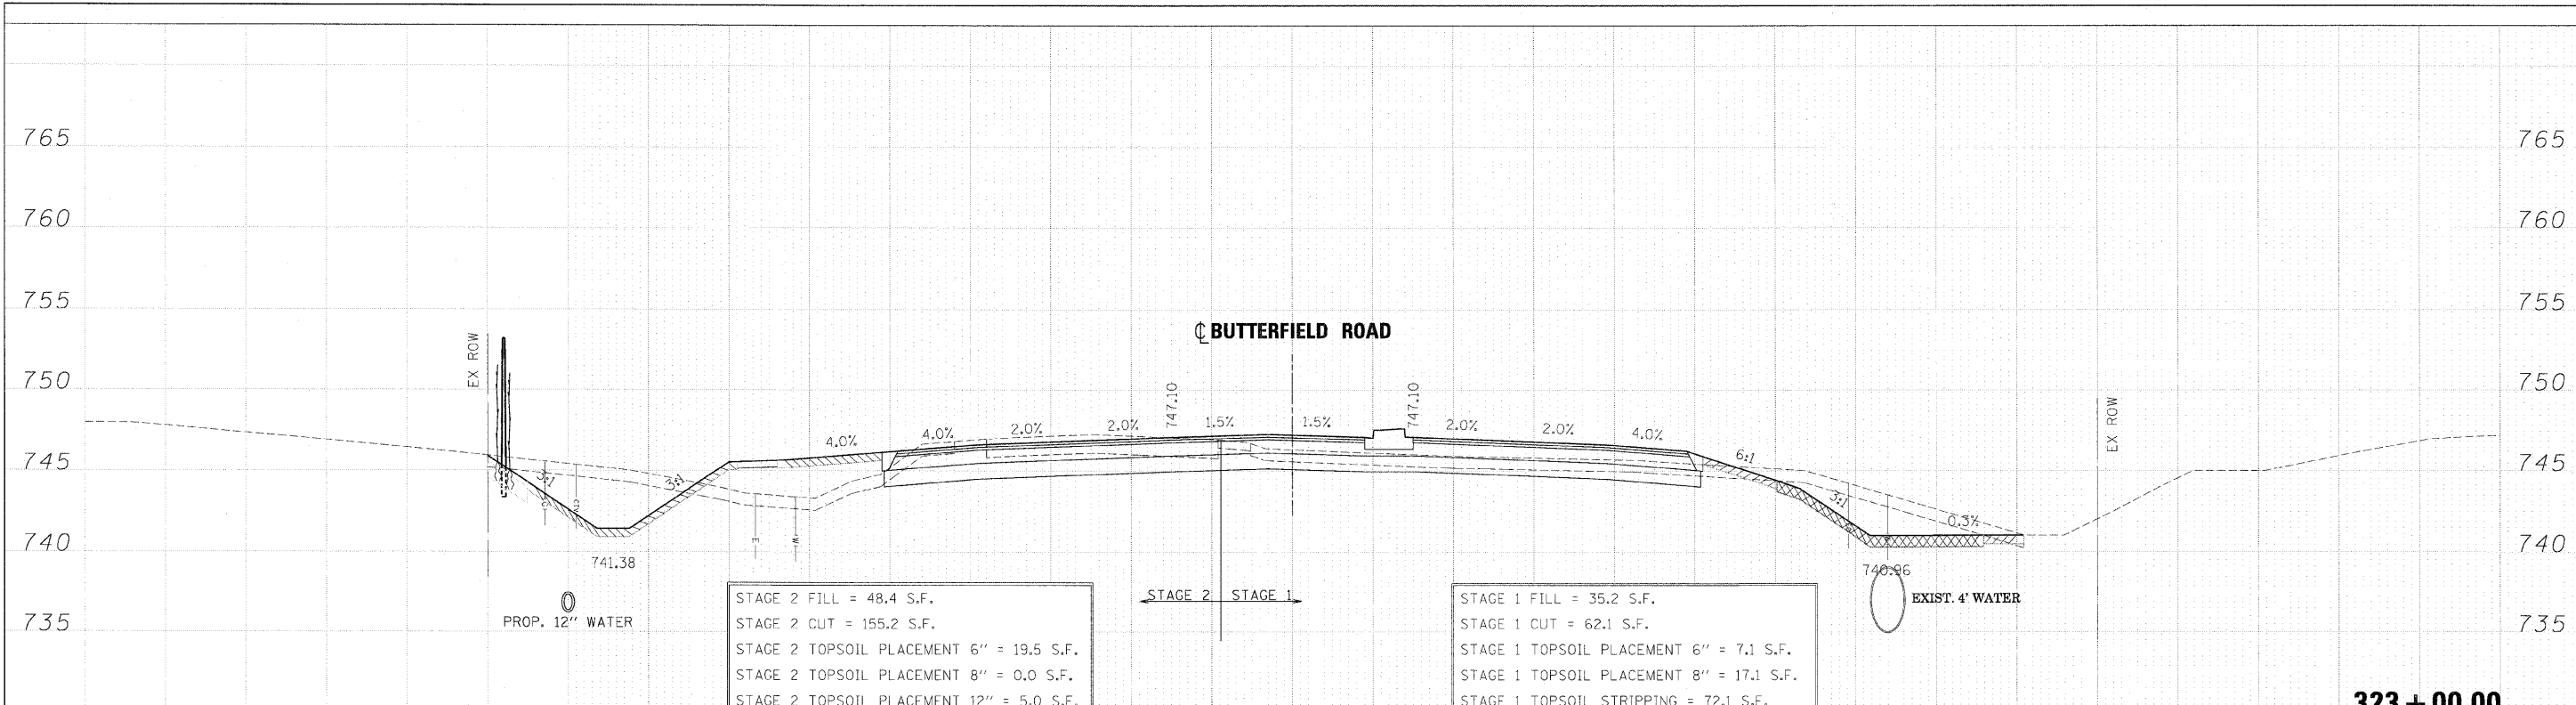 765
765
760
760
755
755
℄ BUTTERFIELD ROAD
EX ROW
750
750
747.10
747.10
EX ROW
4.0%
4.0%
2.0%
2.0%
1.5%
1.5%
2.0%
2.0%
4.0%
745
745
3:1
3:1
6:1
3:1
0.3%
E
W
740
740
741.38
740.96
PROP. 12" WATER
STAGE 2
STAGE 1
EXIST. 4' WATER
735
735
STAGE 2 FILL = 48.4 S.F.
STAGE 2 CUT = 155.2 S.F.
STAGE 2 TOPSOIL PLACEMENT 6" = 19.5 S.F.
STAGE 2 TOPSOIL PLACEMENT 8" = 0.0 S.F.
STAGE 2 TOPSOIL PLACEMENT 12" = 5.0 S.F.
STAGE 1 FILL = 35.2 S.F.
STAGE 1 CUT = 62.1 S.F.
STAGE 1 TOPSOIL PLACEMENT 6" = 7.1 S.F.
STAGE 1 TOPSOIL PLACEMENT 8" = 17.1 S.F.
STAGE 1 TOPSOIL STRIPPING = 72.1 S.F.
323 + 00.00